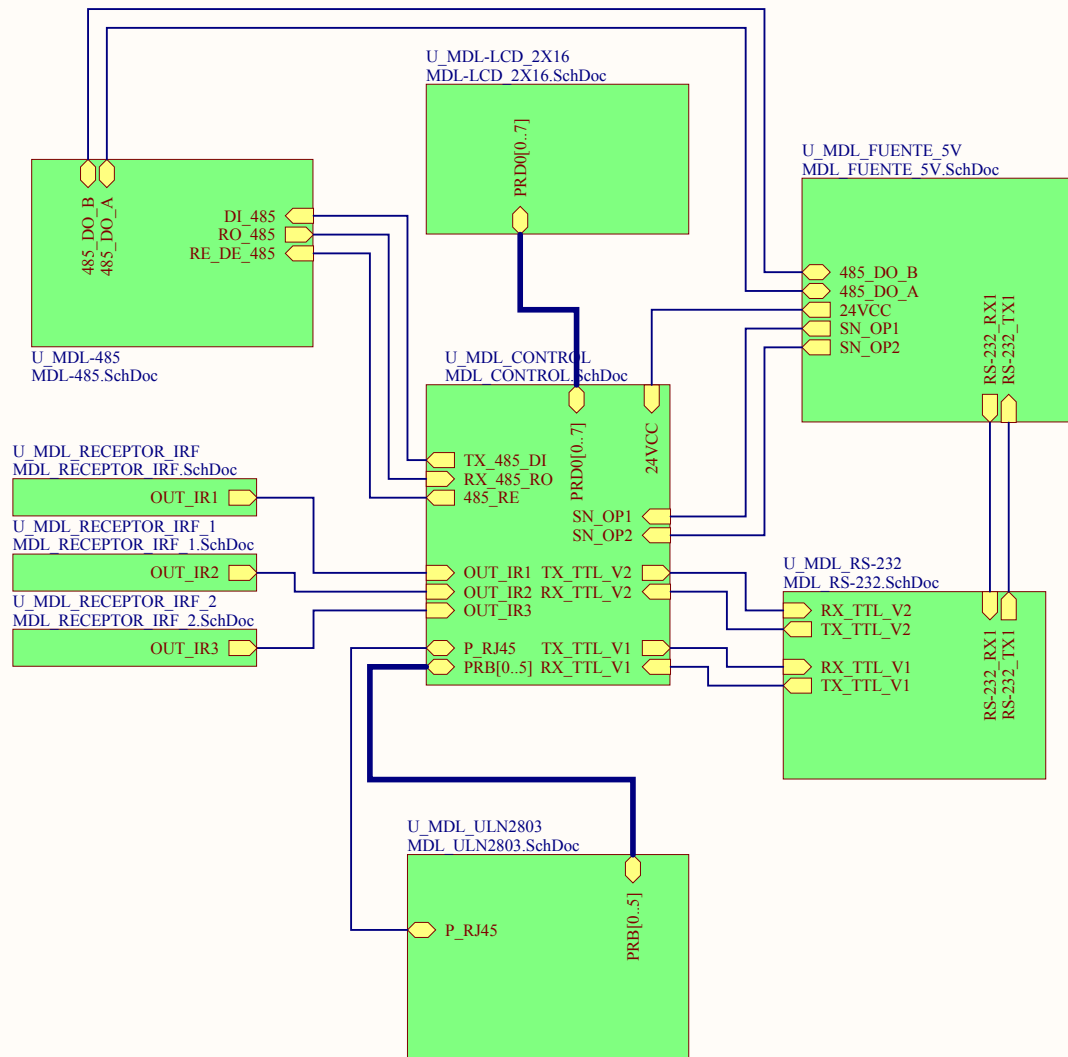 U_MDL-LCD_2X16
MDL-LCD_2X16.SchDoc
PRD0[0..7]
U_MDL_FUENTE_5V
MDL_FUENTE_5V.SchDoc
485_DO_B
485_DO_A
24VCC
SN_OP1
SN_OP2
RS-232_RX1
RS-232_TX1
485_DO_B
485_DO_A
DI_485
RO_485
RE_DE_485
U_MDL-485
MDL-485.SchDoc
U_MDL_CONTROL
MDL_CONTROL.SchDoc
PRD0[0..7]
24VCC
TX_485_DI
RX_485_RO
485_RE
SN_OP1
SN_OP2
OUT_IR1
OUT_IR2
OUT_IR3
TX_TTL_V2
RX_TTL_V2
P_RJ45
PRB[0..5]
TX_TTL_V1
RX_TTL_V1
U_MDL_RECEPTOR_IRF
MDL_RECEPTOR_IRF.SchDoc
OUT_IR1
U_MDL_RECEPTOR_IRF_1
MDL_RECEPTOR_IRF_1.SchDoc
OUT_IR2
U_MDL_RECEPTOR_IRF_2
MDL_RECEPTOR_IRF_2.SchDoc
OUT_IR3
U_MDL_RS-232
MDL_RS-232.SchDoc
RX_TTL_V2
TX_TTL_V2
RX_TTL_V1
TX_TTL_V1
RS-232_RX1
RS-232_TX1
U_MDL_ULN2803
MDL_ULN2803.SchDoc
P_RJ45
PRB[0..5]